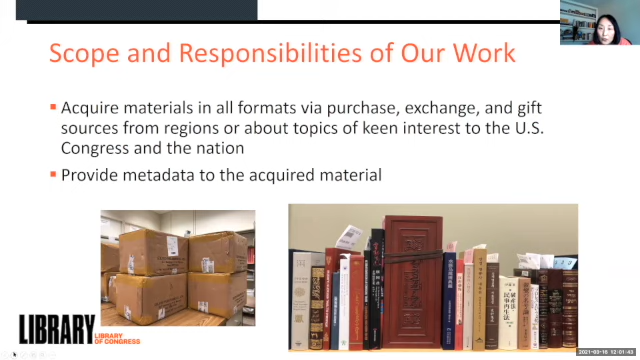 Scope and Responsibilities of Our Work
Acquire materials in all formats via purchase, exchange, and gift
sources from regions or about topics of keen interest to the U.S.
Congress and the nation
Provide metadata to the acquired material
LIBRARY
LIBRARY
OF CONGRESS
2021-03-16 12:01:43